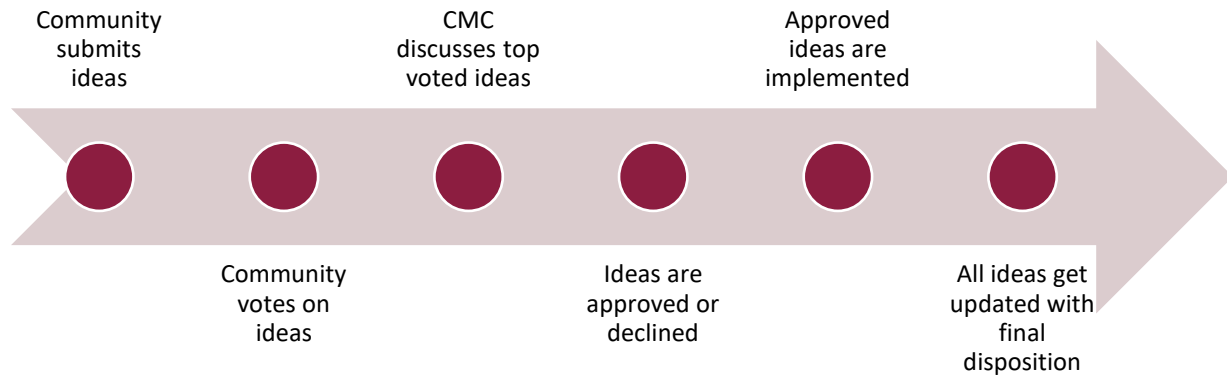 Community
submits
ideas
Community
votes on
ideas
CMC
discusses top
voted ideas
Ideas are
approved or
declined
Approved
ideas are
implemented
All ideas get
updated with
final
disposition